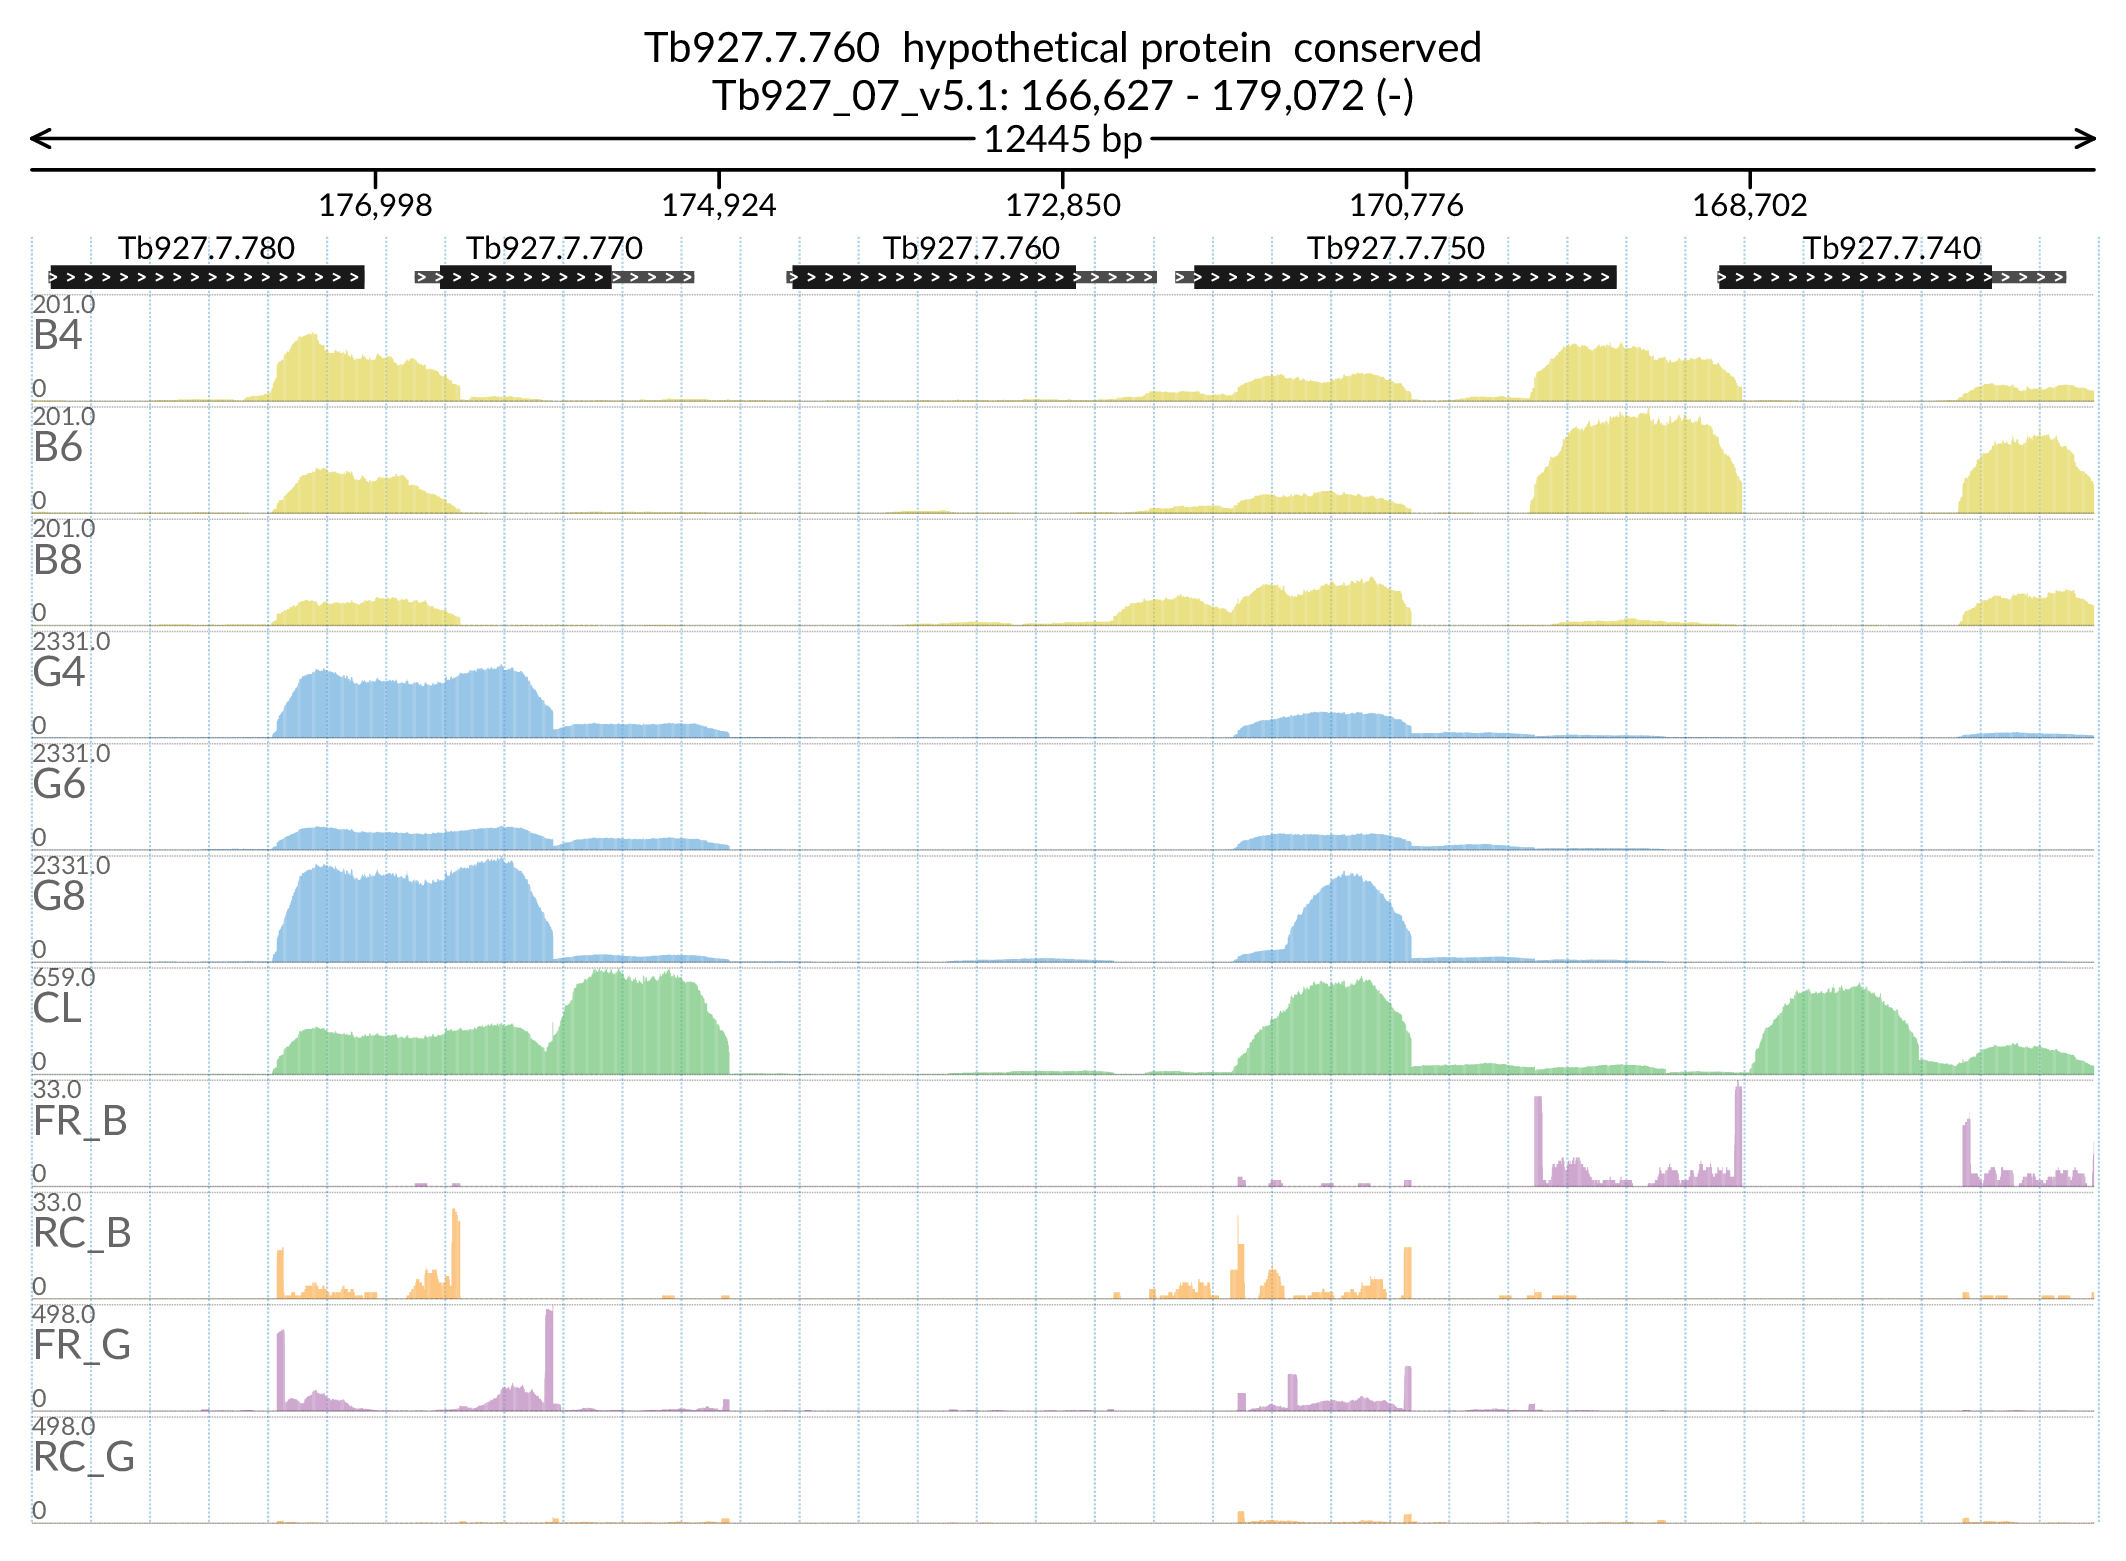 Tb927.7.760 hypothetical protein conserved
Tb927_07_v5.1: 166,627 - 179,072 (-)
12445 bp
176,998 174,924 172,850 170,776 168,702
Tb927.7.780 Tb927.7.770 Tb927.7.760 Tb927.7.750 Tb927.7.740
201.0
B4
0
201.0
B6
0
201.0
B8
0
2331.0
G4
0
2331.0
G6
0
2331.0
G8
0
659.0
CL
0
33.0
FR_B
0
33.0
RC_B
0
498.0
FR_G
0
498.0
RC_G
0